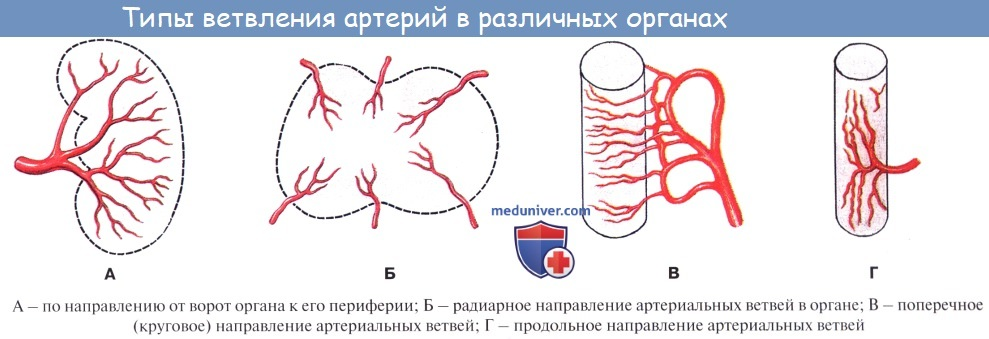 Типы ветвления артерий в различных органах
meduniver.com
А
Б
В
Г
А – по направлению от ворот органа к его периферии; Б – радиарное направление артериальных ветвей в органе; В – поперечное
(круговое) направление артериальных ветвей; Г – продольное направление артериальных ветвей